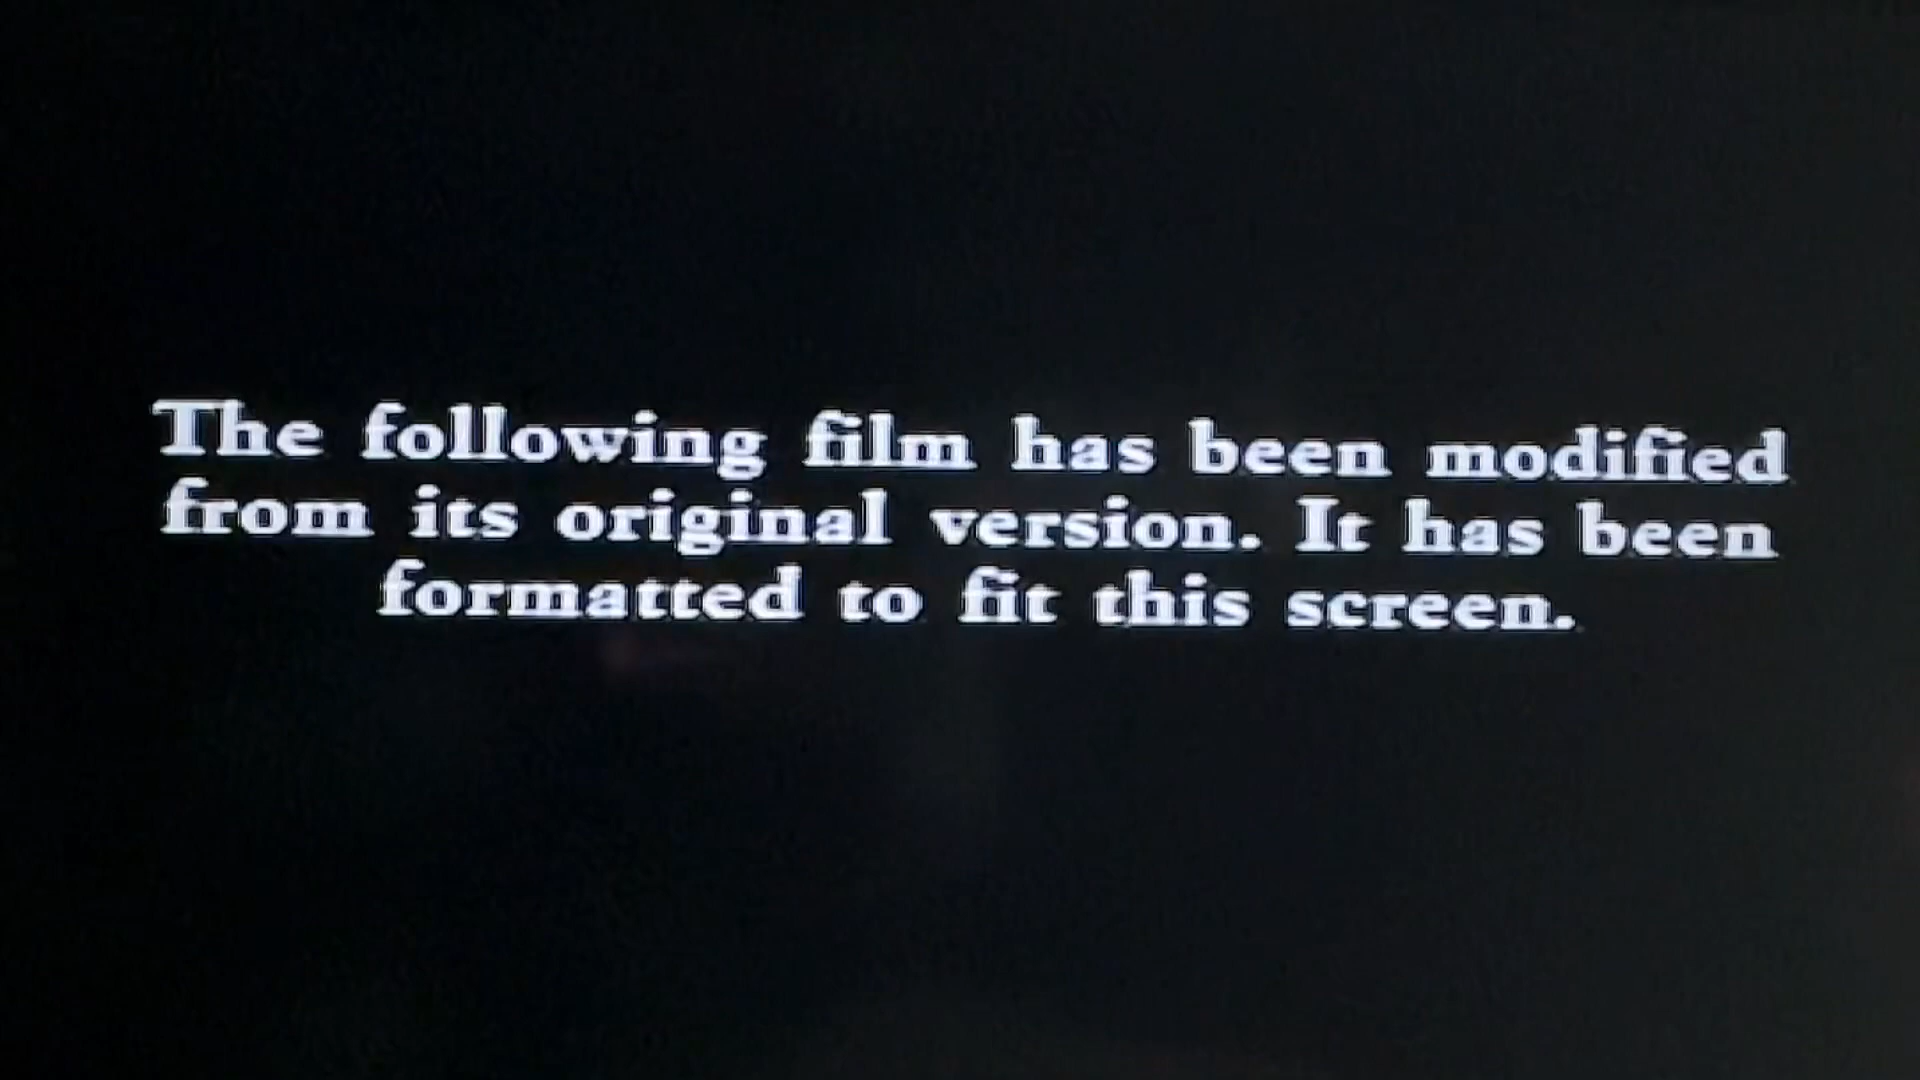 The following film has been modified
from its original version. It has been
formatted to fit this screen.